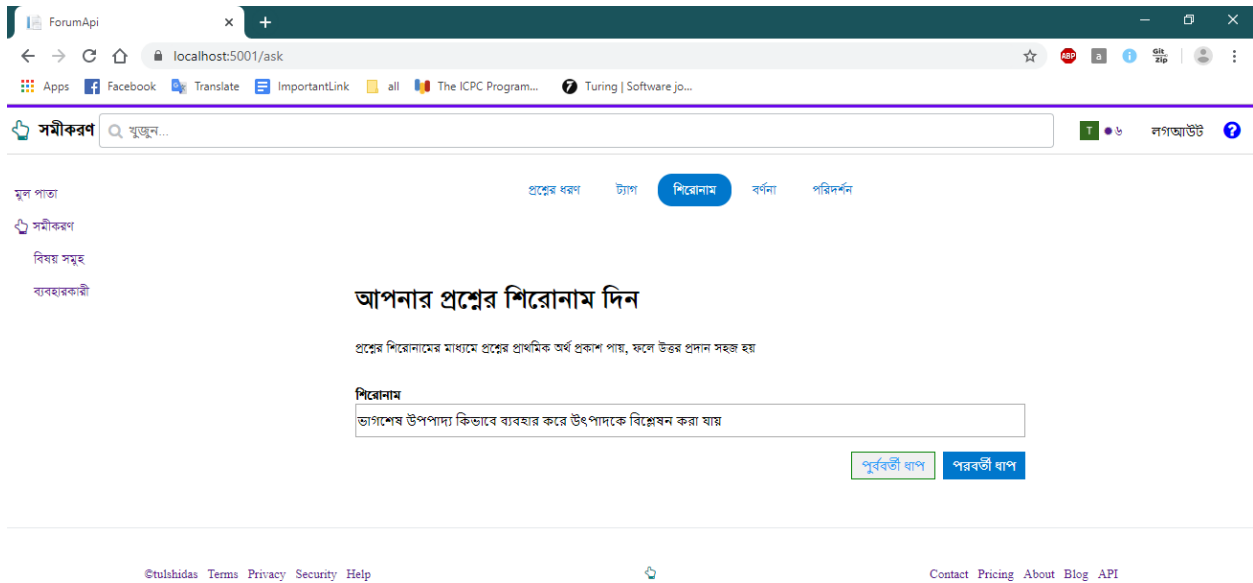 ForumApi
localhost:5001/ask
ABP a i Git Zip
Apps Facebook Translate ImportantLink all The ICPC Program... Turing | Software jo...
সমীকরণ খুজুন... T ৬ লগআউট ?
প্রশ্নের ধরণ ট্যাগ শিরোনাম বর্ণনা পরিদর্শন
মুল পাতা
সমীকরণ
বিষয় সমুহ
ব্যবহারকারী
আপনার প্রশ্নের শিরোনাম দিন
প্রশ্নের শিরোনামের মাধ্যমে প্রশ্নের প্রাথমিক অর্থ প্রকাশ পায়, ফলে উত্তর প্রদান সহজ হয়
শিরোনাম
ভাগশেষ উপপাদ্য কিভাবে ব্যবহার করে উৎপাদকে বিশ্লেষন করা যায়
পুর্ববর্তী ধাপ পরবর্তী ধাপ
©tulshidas Terms Privacy Security Help Contact Pricing About Blog API